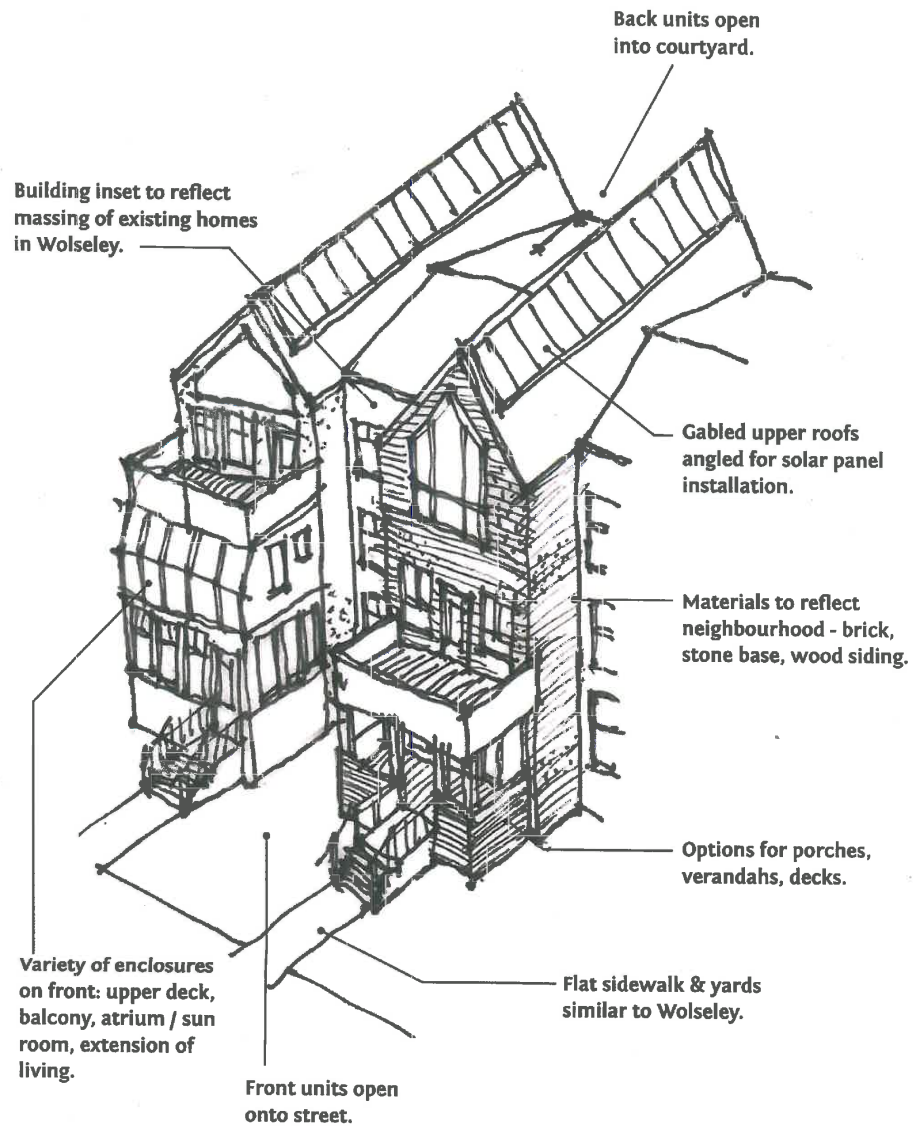 Back units open
into courtyard.
Building inset to reflect
massing of existing homes
in Wolseley.
Gabled upper roofs
angled for solar panel
installation.
Materials to reflect
neighbourhood - brick,
stone base, wood siding.
Options for porches,
verandahs, decks.
Variety of enclosures
on front: upper deck,
balcony, atrium / sun
room, extension of
living.
Flat sidewalk & yards
similar to Wolseley.
Front units open
onto street.